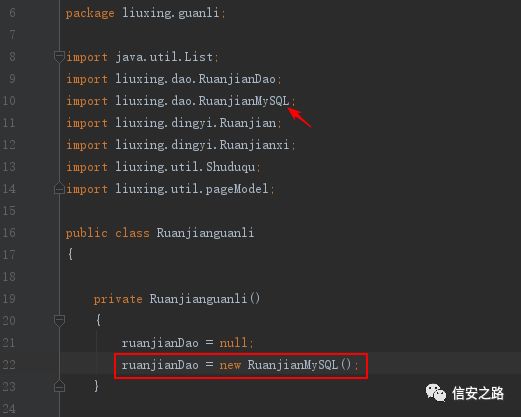 6 package liuxing.guanli;
7
8 import java.util.List;
9 import liuxing.dao.RuanjianDao;
10 import liuxing.dao.RuanjianMySQL;
11 import liuxing.dingyi.Ruanjian;
12 import liuxing.dingyi.Ruanjianxi;
13 import liuxing.util.Shuduqu;
14 import liuxing.util.pageModel;
15
16 public class Ruanjianguanli
17 {
18
19 private Ruanjianguanli()
20 {
21 ruanjianDao = null;
22 ruanjianDao = new RuanjianMySQL();
23 }
24
信安之路